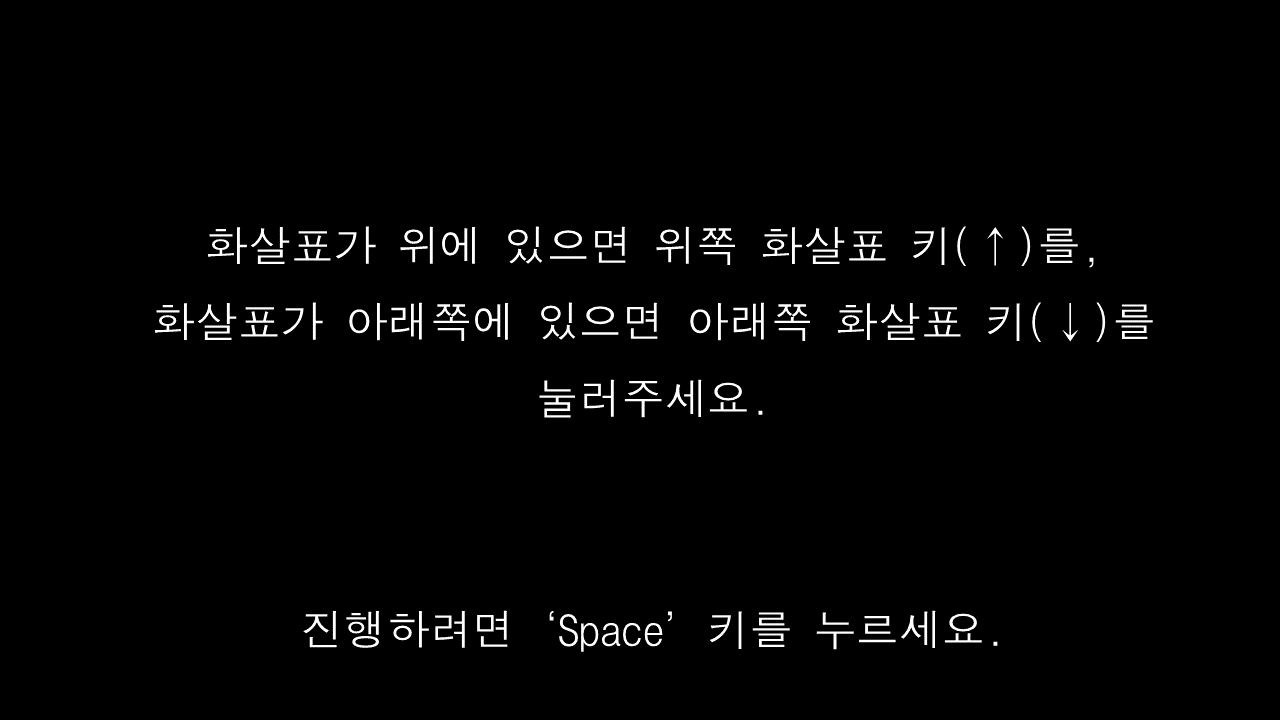 화살표가 위에 있으면 위쪽 화살표 키(↑)를,
화살표가 아래쪽에 있으면 아래쪽 화살표 키(↓)를
눌러주세요.
진행하려면 ‘Space’ 키를 누르세요.